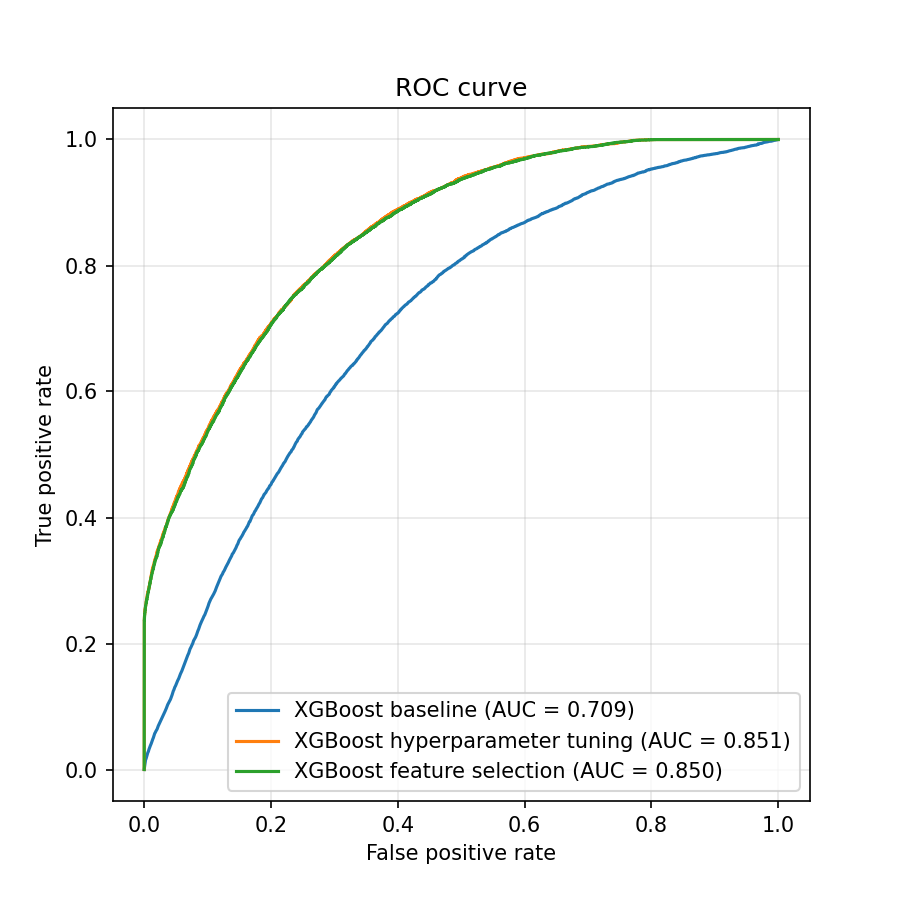 ROC curve
1.0
0.8
0.6
0.4
0.2
0.0
True positive rate
XGBoost baseline (AUC = 0.709)
XGBoost hyperparameter tuning (AUC = 0.851)
XGBoost feature selection (AUC = 0.850)
0.0 0.2 0.4 0.6 0.8 1.0
False positive rate